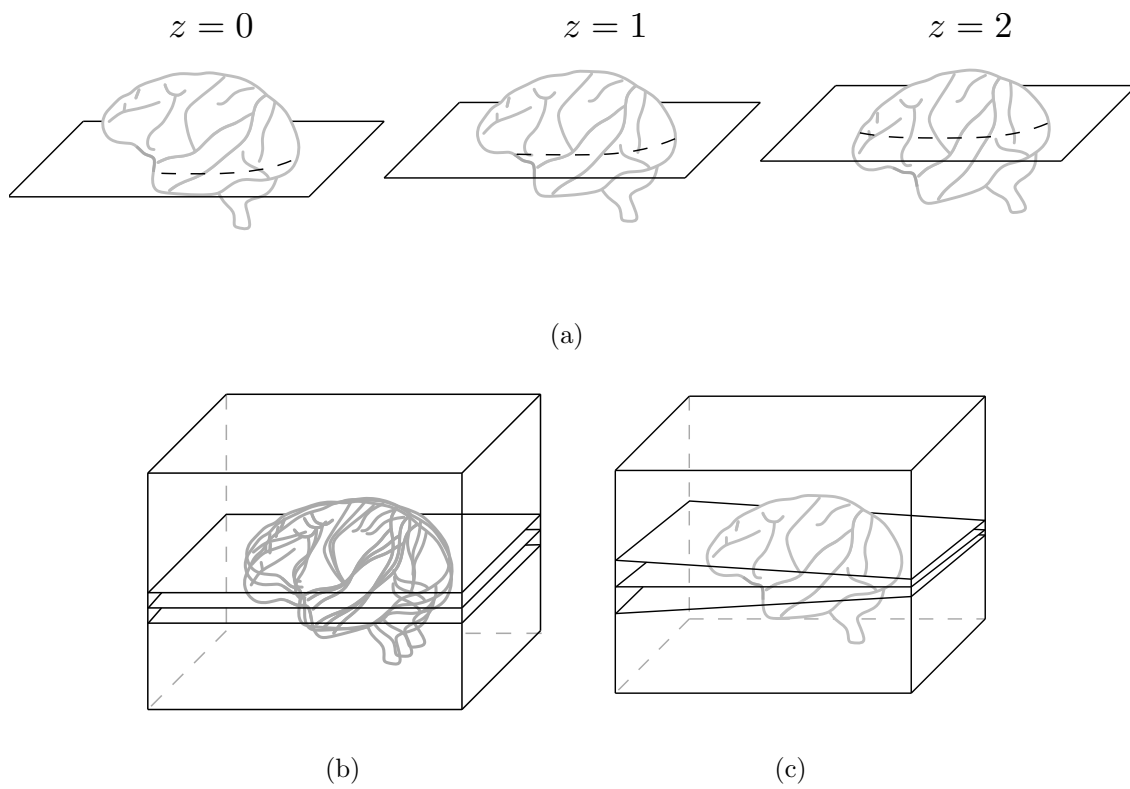 z = 0 z = 1 z = 2
(a)
(b) (c)